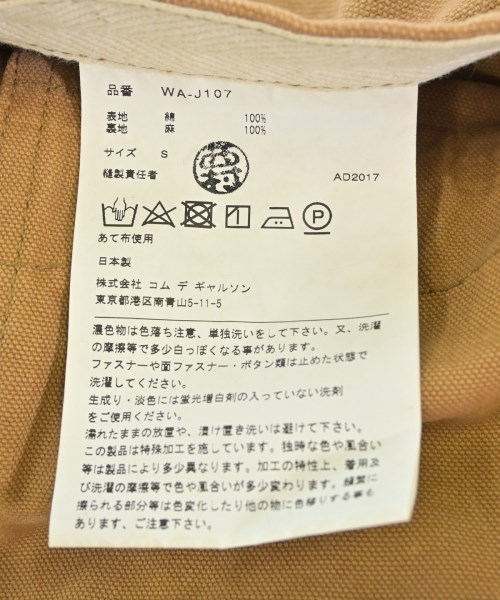 品番 WA-J107
表地 綿 100%
裏地 麻 100%
サイズ S
縫製責任者 AD2017
あて布使用
日本製
株式会社 コム デ ギャルソン
東京都港区南青山5-11-5
濃色物は色落ち注意、単独洗いをして下さい。又、洗濯
の摩擦等で多少白っぽくなる事があります。
ファスナーや面ファスナー・ボタン類は止めた状態で
洗濯してください。
生成り・淡色には蛍光増白剤の入っていない洗剤
をご使用ください。
濡れたままの放置や、漬け置き洗いは避けて下さい。
この製品は特殊加工を施しています。独特な色や風合い
等は製品により多少異なります。加工の特性上、着用及
び洗濯の摩擦等で色や風合いが多少変わります。頻繁に
擦られる部分等は色変化したり他の物に色移りする事も
あります、ご注意下さい。